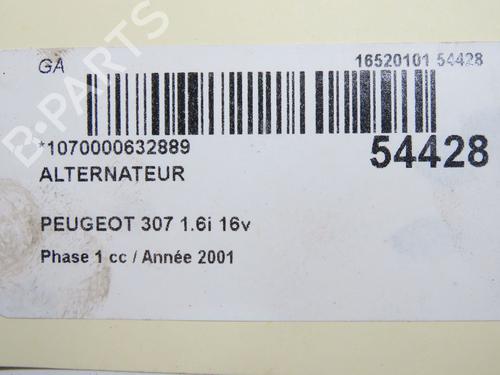 GA
16520101 54428
*1070000632889
54428
ALTERNATEUR
PEUGEOT 307 1.6i 16v
Phase 1 cc / Année 2001
B-PARTS